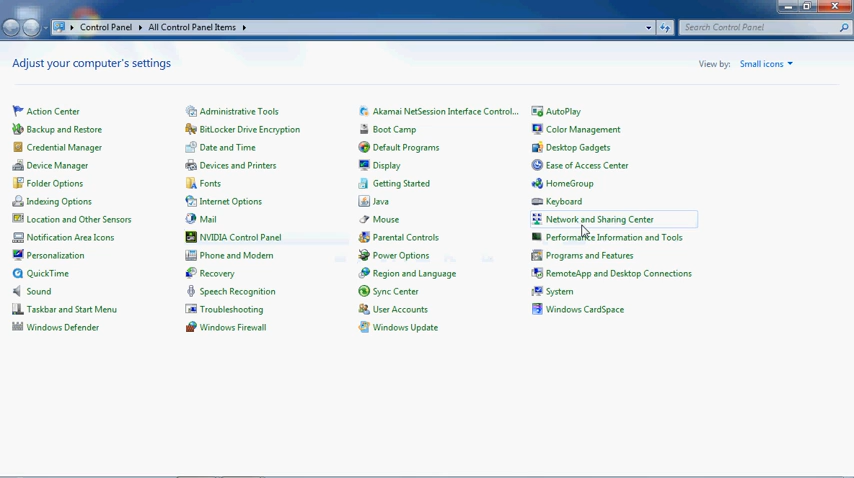 Control Panel All Control Panel Items
Search Control Panel
Adjust your computer's settings
View by: Small icons
Action Center
Administrative Tools
Akamai NetSession Interface Control...
AutoPlay
Backup and Restore
BitLocker Drive Encryption
Boot Camp
Color Management
Credential Manager
Date and Time
Default Programs
Desktop Gadgets
Device Manager
Devices and Printers
Display
Ease of Access Center
Folder Options
Fonts
Getting Started
HomeGroup
Indexing Options
Internet Options
Java
Keyboard
Location and Other Sensors
Mail
Mouse
Network and Sharing Center
Notification Area Icons
NVIDIA Control Panel
Parental Controls
Performance Information and Tools
Personalization
Phone and Modem
Power Options
Programs and Features
QuickTime
Recovery
Region and Language
RemoteApp and Desktop Connections
Sound
Speech Recognition
Sync Center
System
Taskbar and Start Menu
Troubleshooting
User Accounts
Windows CardSpace
Windows Defender
Windows Firewall
Windows Update